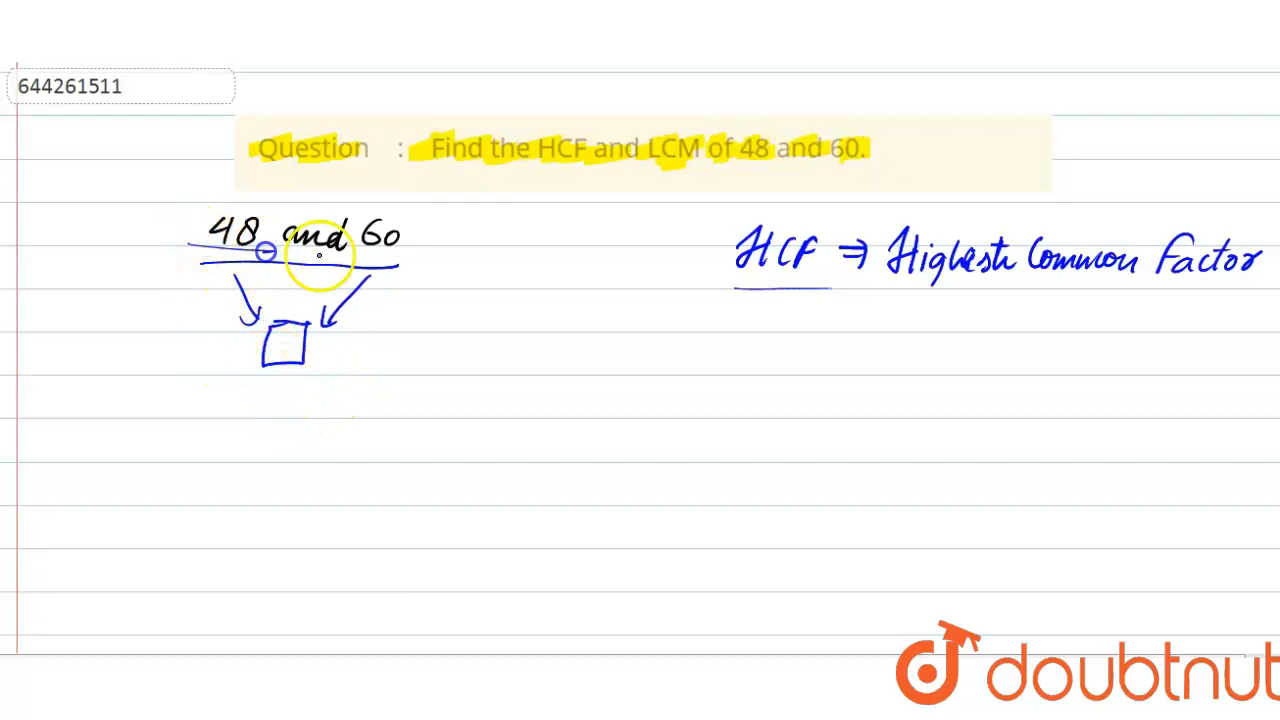 644261511
Question : Find the HCF and LCM of 48 and 60.
48 and 60
HCF ⇒ Highest Common Factor
doubtnut